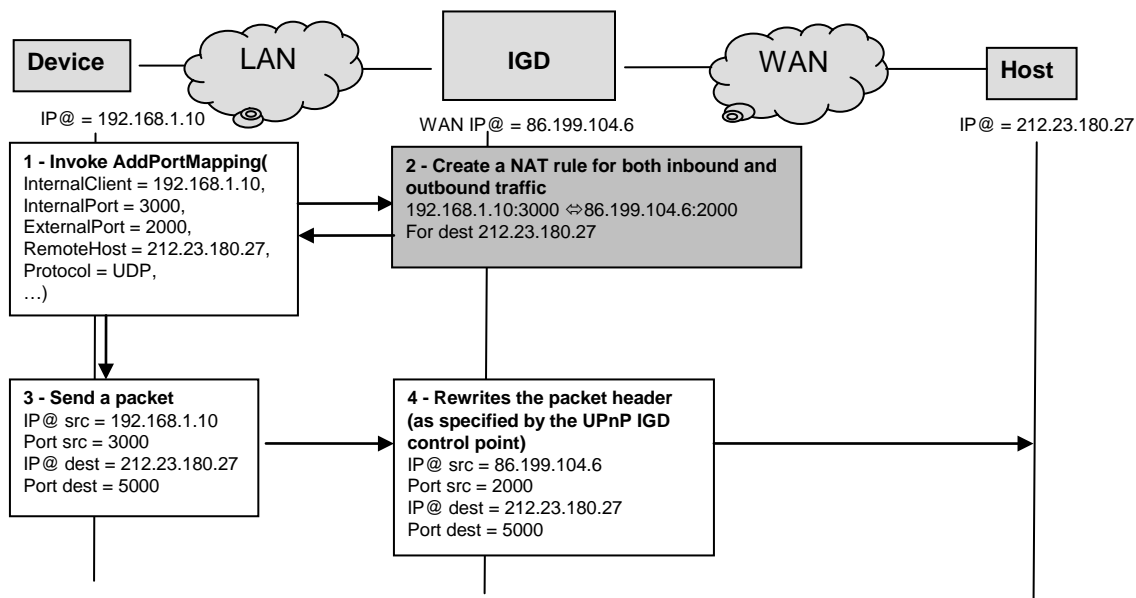 Device
LAN
IGD
WAN
Host
IP@ = 192.168.1.10
WAN IP@ = 86.199.104.6
IP@ = 212.23.180.27
1 - Invoke AddPortMapping(
InternalClient = 192.168.1.10,
InternalPort = 3000,
ExternalPort = 2000,
RemoteHost = 212.23.180.27,
Protocol = UDP,
…)
2 - Create a NAT rule for both inbound and
outbound traffic
192.168.1.10:3000 ⇔86.199.104.6:2000
For dest 212.23.180.27
3 - Send a packet
IP@ src = 192.168.1.10
Port src = 3000
IP@ dest = 212.23.180.27
Port dest = 5000
4 - Rewrites the packet header
(as specified by the UPnP IGD
control point)
IP@ src = 86.199.104.6
Port src = 2000
IP@ dest = 212.23.180.27
Port dest = 5000